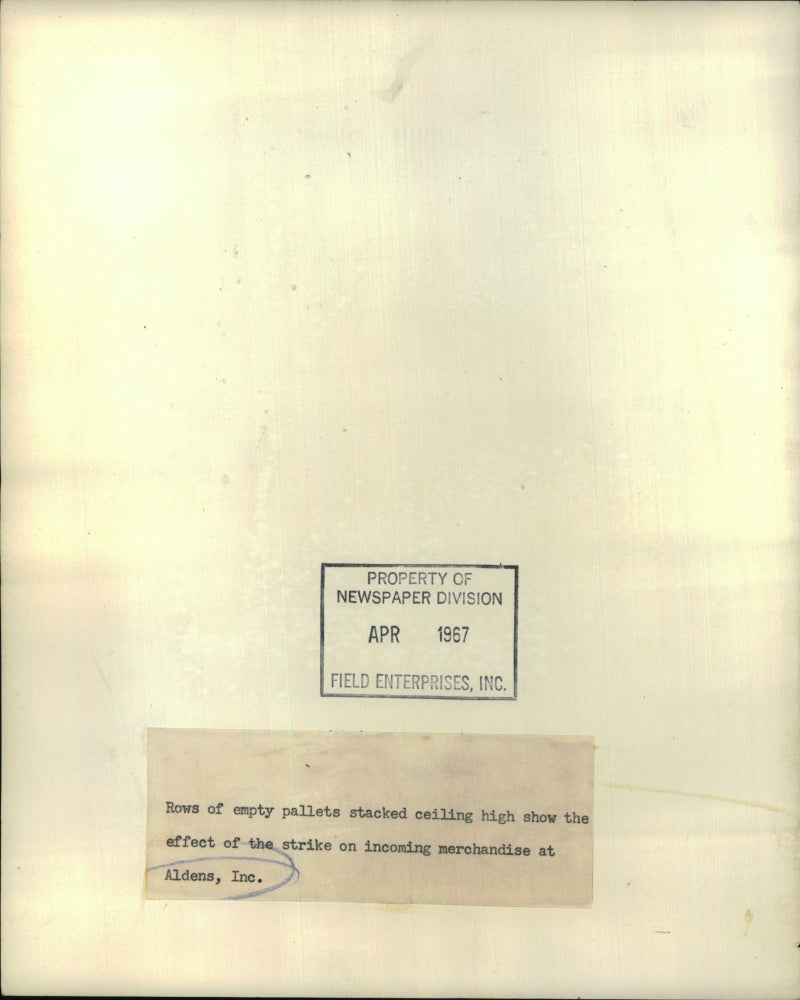 PROPERTY OF
NEWSPAPER DIVISION
APR 1967
FIELD ENTERPRISES, INC.
Rows of empty pallets stacked ceiling high show the
effect of the strike on incoming merchandise at
Aldens, Inc.